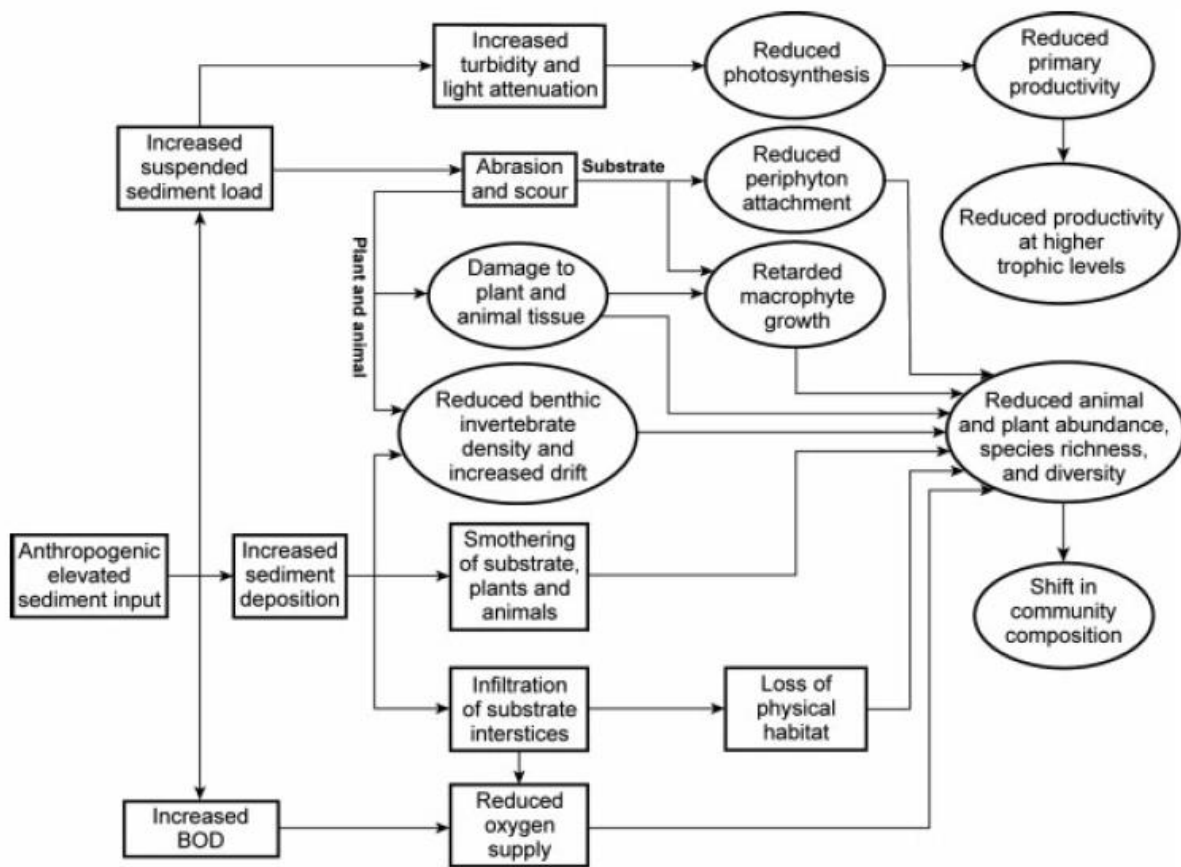 Increased
turbidity and
light attenuation
Reduced
photosynthesis
Reduced
primary
productivity
Increased
suspended
sediment load
Abrasion
and scour
Substrate
Reduced
periphyton
attachment
Reduced productivity
at higher
trophic levels
Plant and animal
Damage to
plant and
animal tissue
Retarded
macrophyte
growth
Reduced benthic
invertebrate
density and
increased drift
Reduced animal
and plant abundance,
species richness,
and diversity
Anthropogenic
elevated
sediment input
Increased
sediment
deposition
Smothering
of substrate,
plants and
animals
Shift in
community
composition
Infiltration
of substrate
interstices
Loss of
physical
habitat
Increased
BOD
Reduced
oxygen
supply